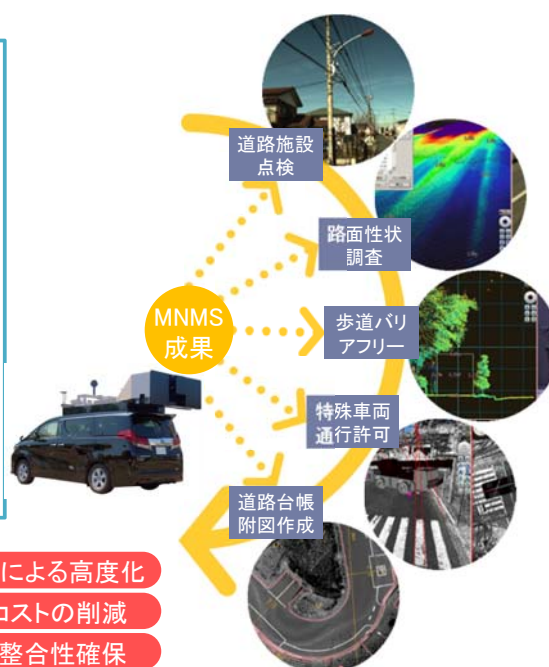 道路施設
点検
路面性状
調査
MNMS
成果
歩道バリ
アフリー
特殊車両
通行許可
道路台帳
附図作成
による高度化
コストの削減
整合性確保